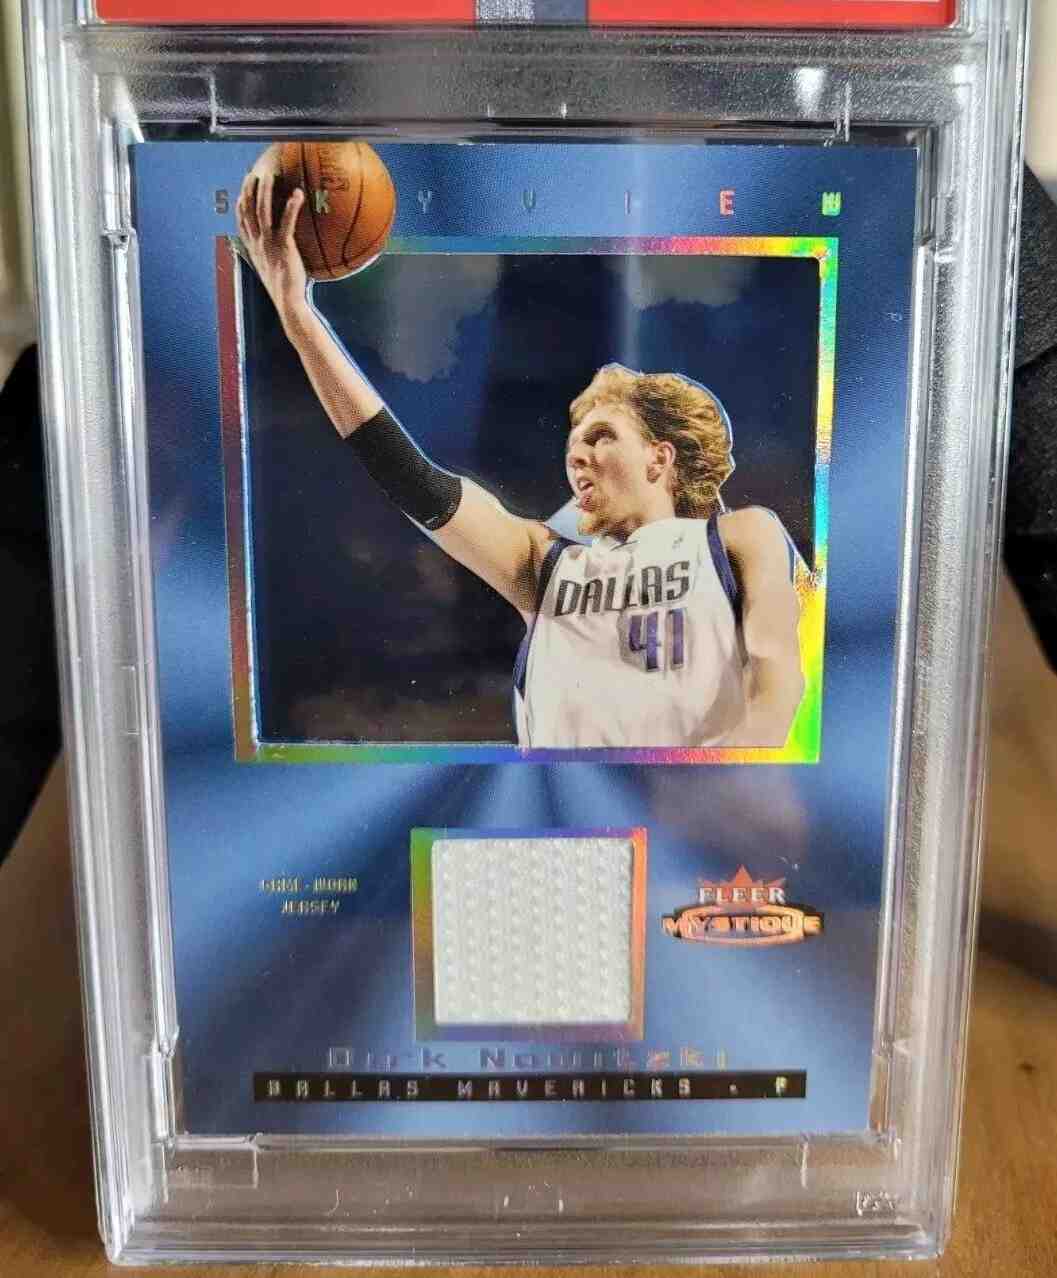 SKYVIEW
DALLAS
41
GAME-WORN
JERSEY
FLEER
MYSTIQUE
Dirk Nowitzki
DALLAS MAVERICKS • F